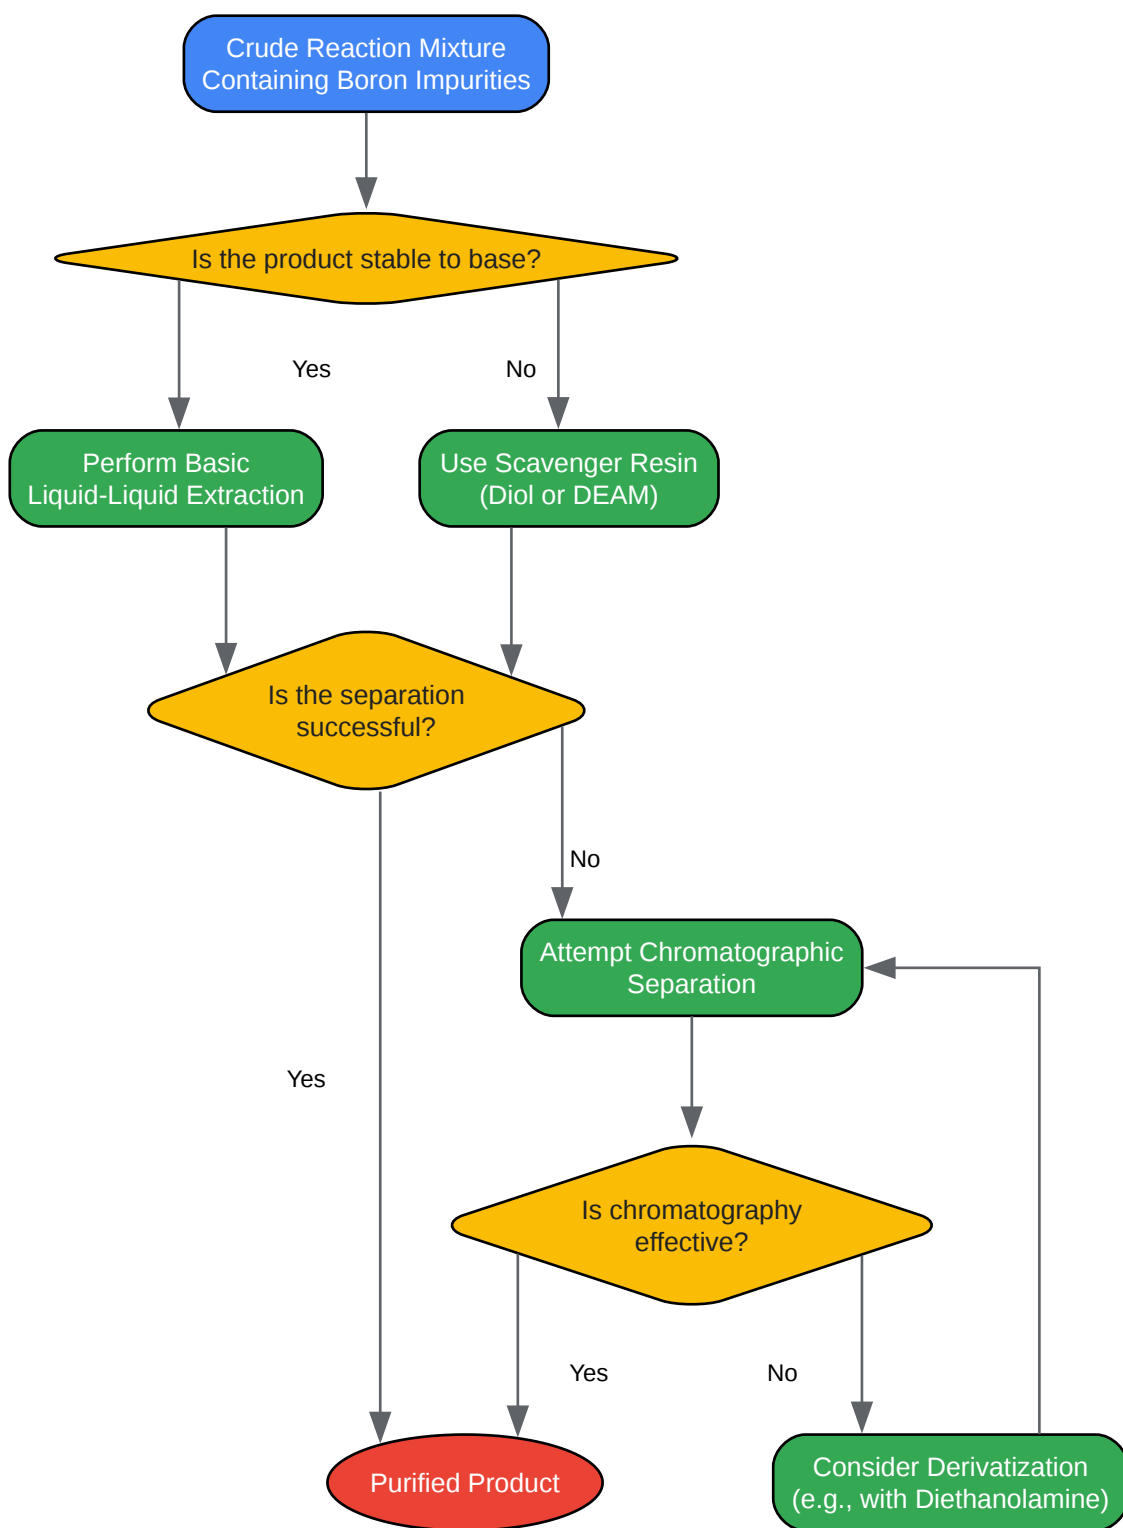 Crude Reaction Mixture
Containing Boron Impurities
Is the product stable to base?
Yes
No
Perform Basic
Liquid-Liquid Extraction
Use Scavenger Resin
(Diol or DEAM)
Is the separation
successful?
No
Attempt Chromatographic
Separation
Yes
Is chromatography
effective?
Yes
No
Purified Product
Consider Derivatization
(e.g., with Diethanolamine)